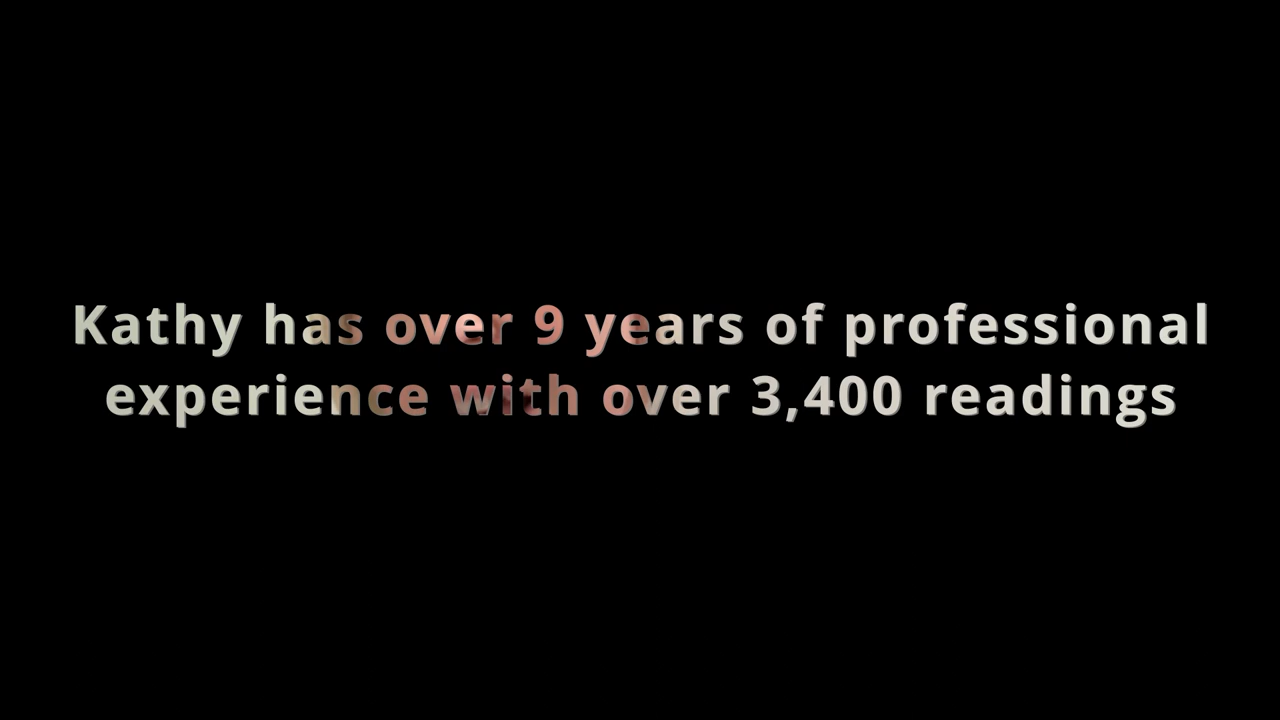 Kathy has over 9 years of professional
experience with over 3,400 readings